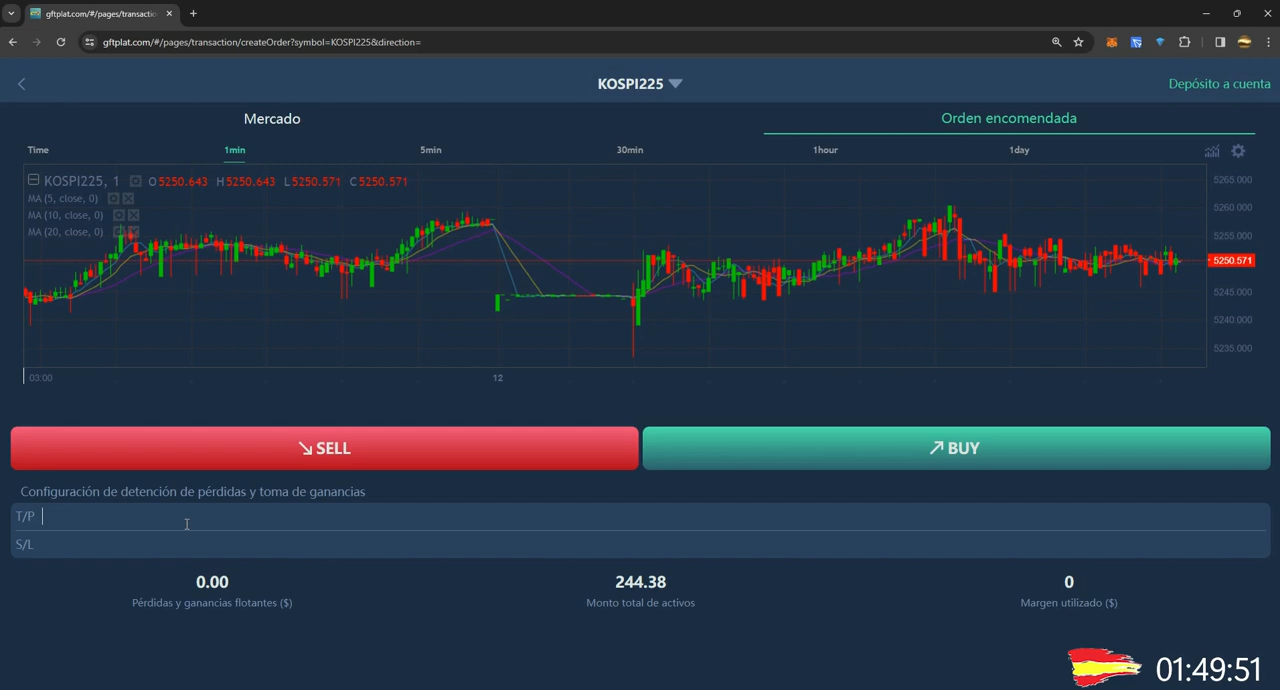 gftplat.com/#/pages/transactio
gftplat.com/#/pages/transaction/createOrder?symbol=KOSPI225&direction=
KOSPI225
Depósito a cuenta
Mercado
Orden encomendada
Time 1min 5min 30min 1hour 1day
KOSPI225, 1 O5250.643 H5250.643 L5250.571 C5250.571
MA (5, close, 0)
MA (10, close, 0)
MA (20, close, 0)
5265.000
5260.000
5255.000
5250.571
5245.000
5240.000
5235.000
03:00
12
SELL
BUY
Configuración de detención de pérdidas y toma de ganancias
T/P
S/L
0.00
244.38
0
Pérdidas y ganancias flotantes ($)
Monto total de activos
Margen utilizado ($)
01:49:51